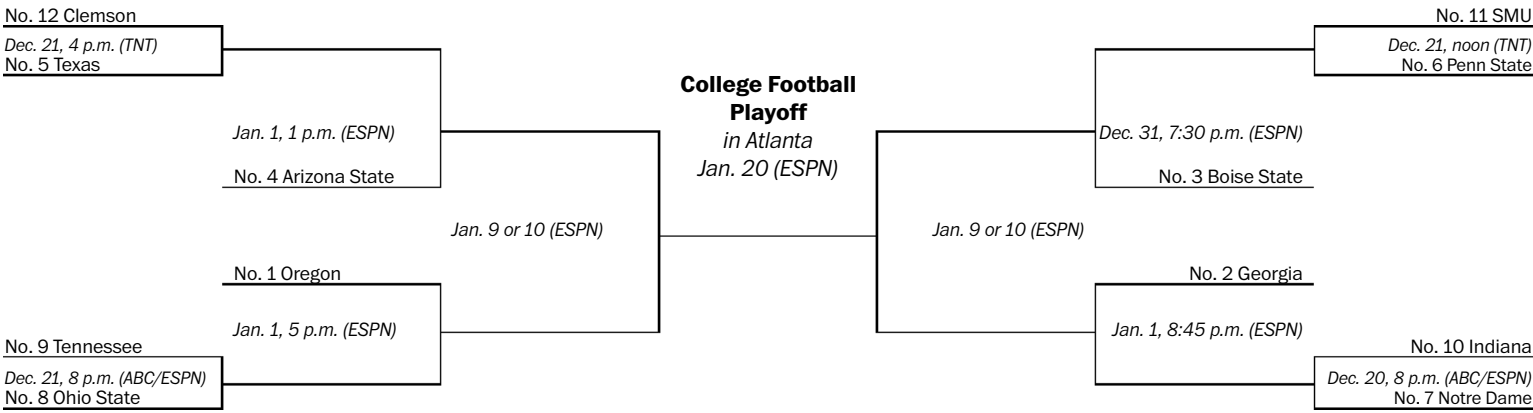 No. 12 Clemson
Dec. 21, 4 p.m. (TNT)
No. 5 Texas
Jan. 1, 1 p.m. (ESPN)
No. 4 Arizona State
Jan. 9 or 10 (ESPN)
No. 1 Oregon
Jan. 1, 5 p.m. (ESPN)
No. 9 Tennessee
Dec. 21, 8 p.m. (ABC/ESPN)
No. 8 Ohio State
College Football
Playoff
in Atlanta
Jan. 20 (ESPN)
No. 11 SMU
Dec. 21, noon (TNT)
No. 6 Penn State
Dec. 31, 7:30 p.m. (ESPN)
No. 3 Boise State
Jan. 9 or 10 (ESPN)
No. 2 Georgia
Jan. 1, 8:45 p.m. (ESPN)
No. 10 Indiana
Dec. 20, 8 p.m. (ABC/ESPN)
No. 7 Notre Dame